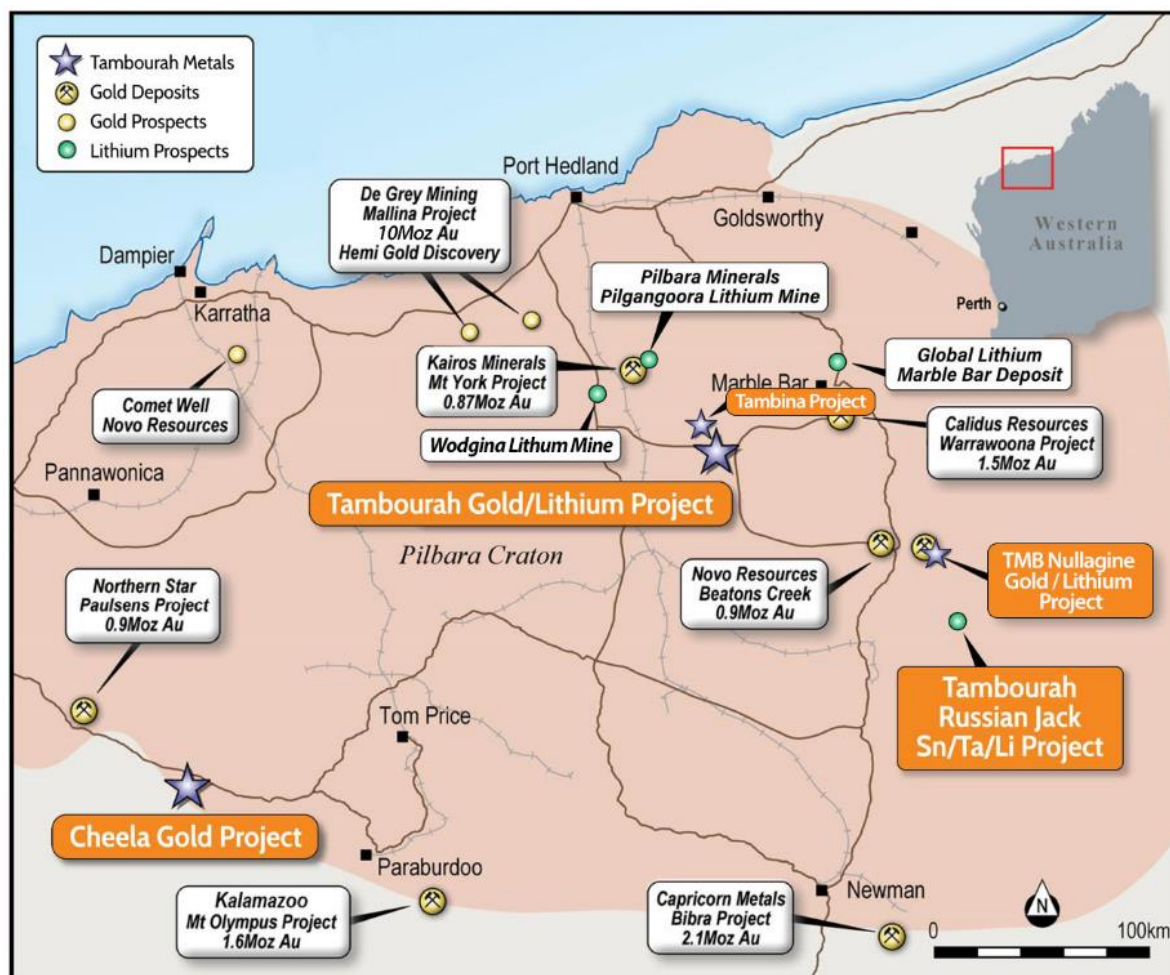 Tambourah Metals
Gold Deposits
Gold Prospects
Lithium Prospects
Port Hedland
Goldsworthy
Western
Australia
Perth
De Grey Mining
Mallina Project
10Moz Au
Hemi Gold Discovery
Dampier
Karratha
Pilbara Minerals
Pilgangoora Lithium Mine
Kairos Minerals
Mt York Project
0.87Moz Au
Marble Bar
Global Lithium
Marble Bar Deposit
Comet Well
Novo Resources
Tambina Project
Wodgina Lithum Mine
Calidus Resources
Warrawoona Project
1.5Moz Au
Pannawonica
Tambourah Gold/Lithium Project
Pilbara Craton
Northern Star
Paulsens Project
0.9Moz Au
Novo Resources
Beatons Creek
0.9Moz Au
TMB Nullagine
Gold / Lithium
Project
Tambourah
Russian Jack
Sn/Ta/Li Project
Tom Price
Cheela Gold Project
Paraburdoo
Kalamazoo
Mt Olympus Project
1.6Moz Au
Capricorn Metals
Bibra Project
2.1Moz Au
Newman
N
0 100km